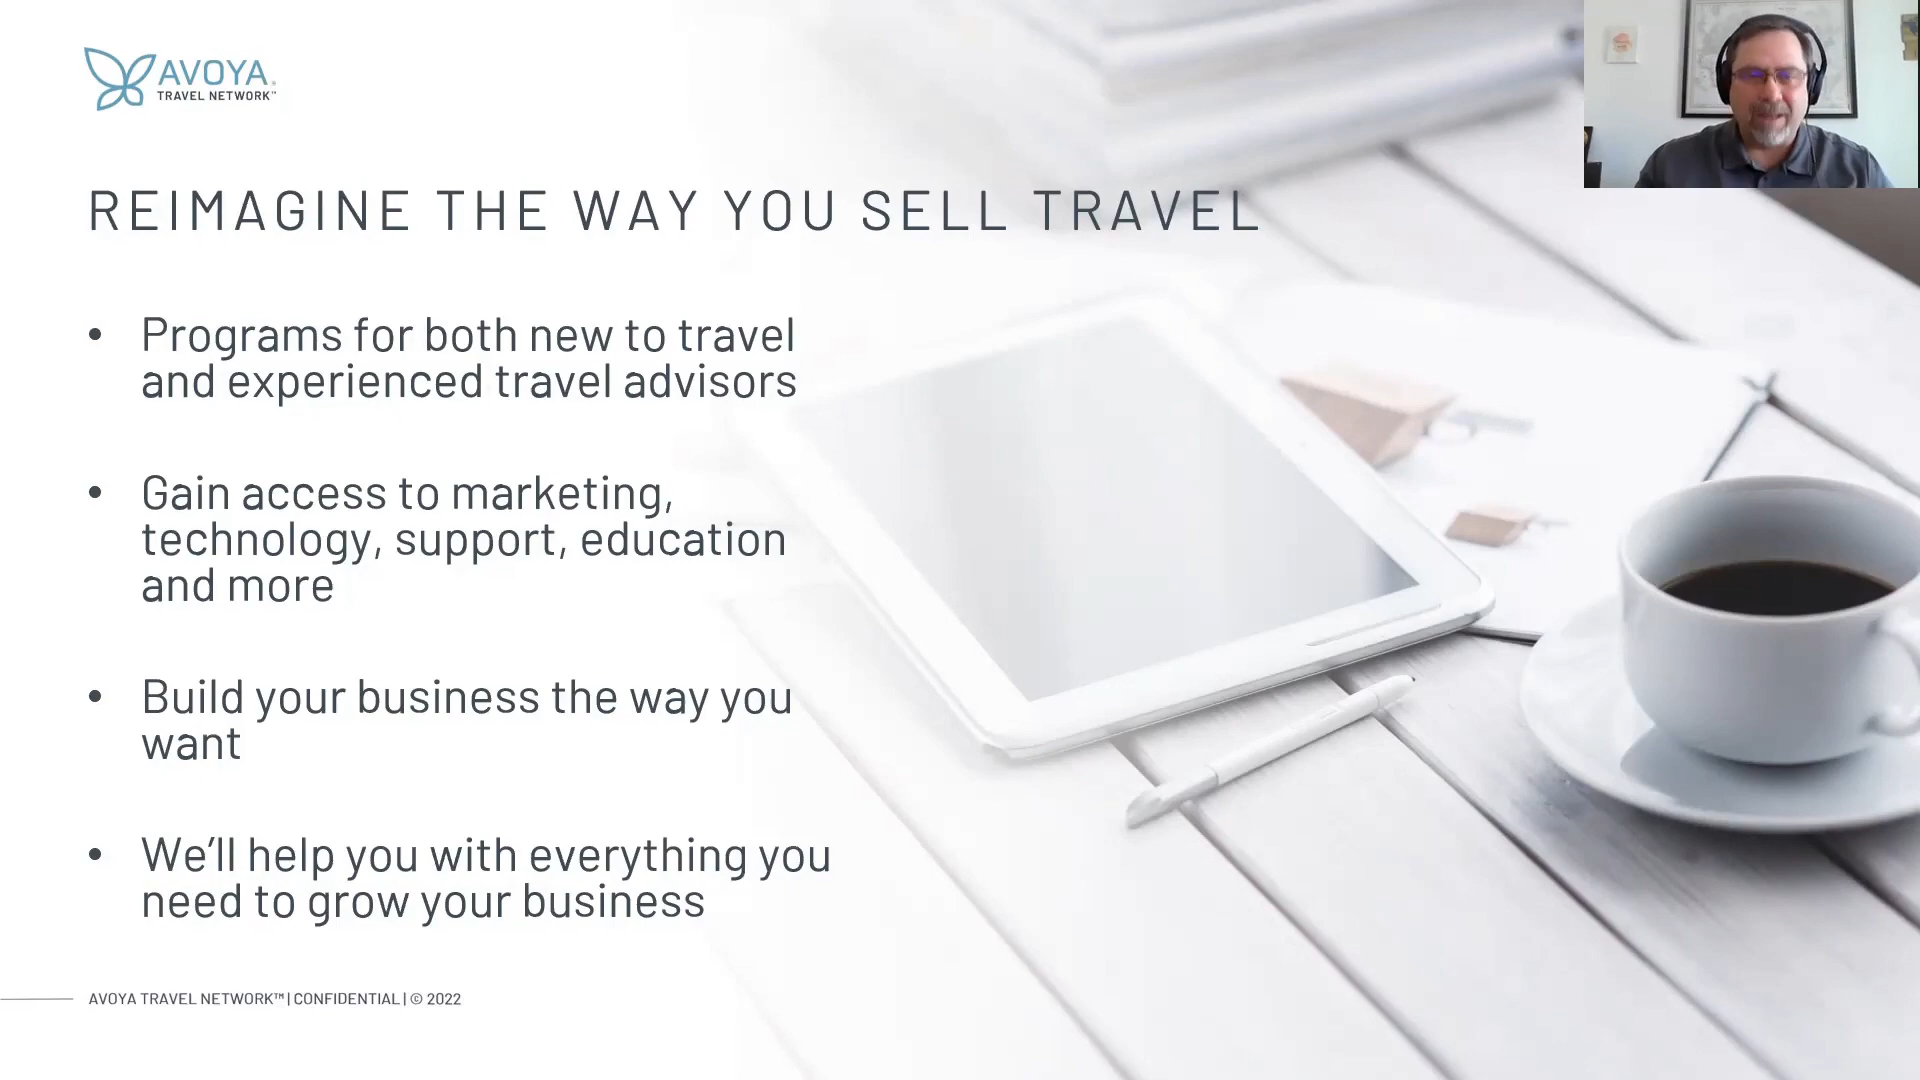 AVOYA
TRAVEL NETWORK™
REIMAGINE THE WAY YOU SELL TRAVEL
• Programs for both new to travel
and experienced travel advisors
• Gain access to marketing,
technology, support, education
and more
• Build your business the way you
want
• We’ll help you with everything you
need to grow your business
AVOYA TRAVEL NETWORK™ | CONFIDENTIAL | © 2022